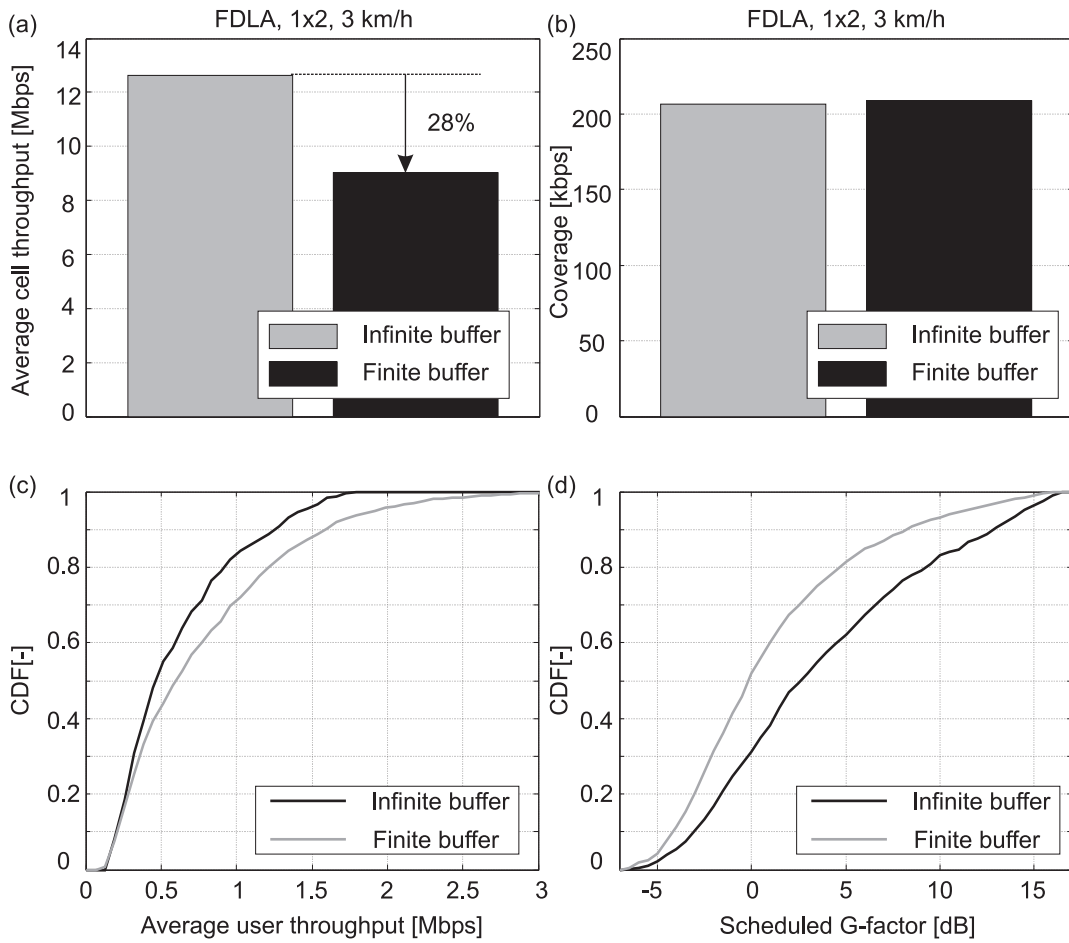 (a)
FDLA, 1x2, 3 km/h
Average cell throughput [Mbps]
14
12
10
8
6
4
2
0
28%
Infinite buffer
Finite buffer
(b)
FDLA, 1x2, 3 km/h
Coverage [kbps]
250
200
150
100
50
0
Infinite buffer
Finite buffer
(c)
CDF[-]
1
0.8
0.6
0.4
0.2
0
0 0.5 1 1.5 2 2.5 3
Average user throughput [Mbps]
Infinite buffer
Finite buffer
(d)
CDF[-]
1
0.8
0.6
0.4
0.2
0
-5 0 5 10 15
Scheduled G-factor [dB]
Infinite buffer
Finite buffer